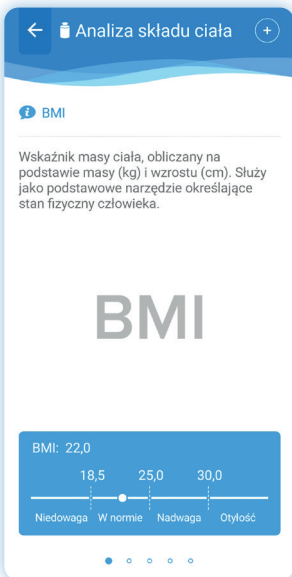 Analiza składu ciała
BMI
Wskaźnik masy ciała, obliczany na
podstawie masy (kg) i wzrostu (cm). Służy
jako podstawowe narzędzie określające
stan fizyczny człowieka.
BMI
BMI: 22,0
18,5 25,0 30,0
Niedowaga W normie Nadwaga Otyłość